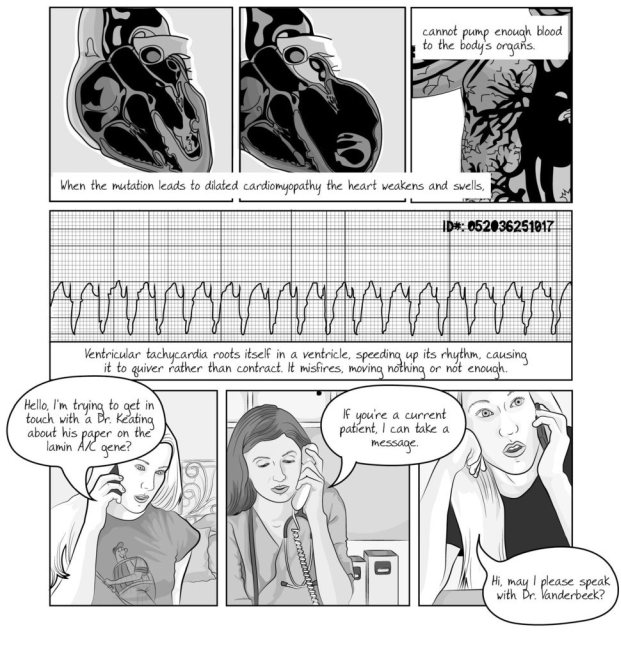 When the mutation leads to dilated cardiomyopathy the heart weakens and swells,
cannot pump enough blood
to the body's organs.
ID#: 052036251017
Ventricular tachycardia roots itself in a ventricle, speeding up its rhythm, causing
it to quiver rather than contract. It misfires, moving nothing or not enough.
Hello, I'm trying to get in
touch with a Dr. Keating
about his paper on the
lamin A/C gene?
If you're a current
patient, I can take a
message.
Hi, may I please speak
with Dr. Vanderbeek?